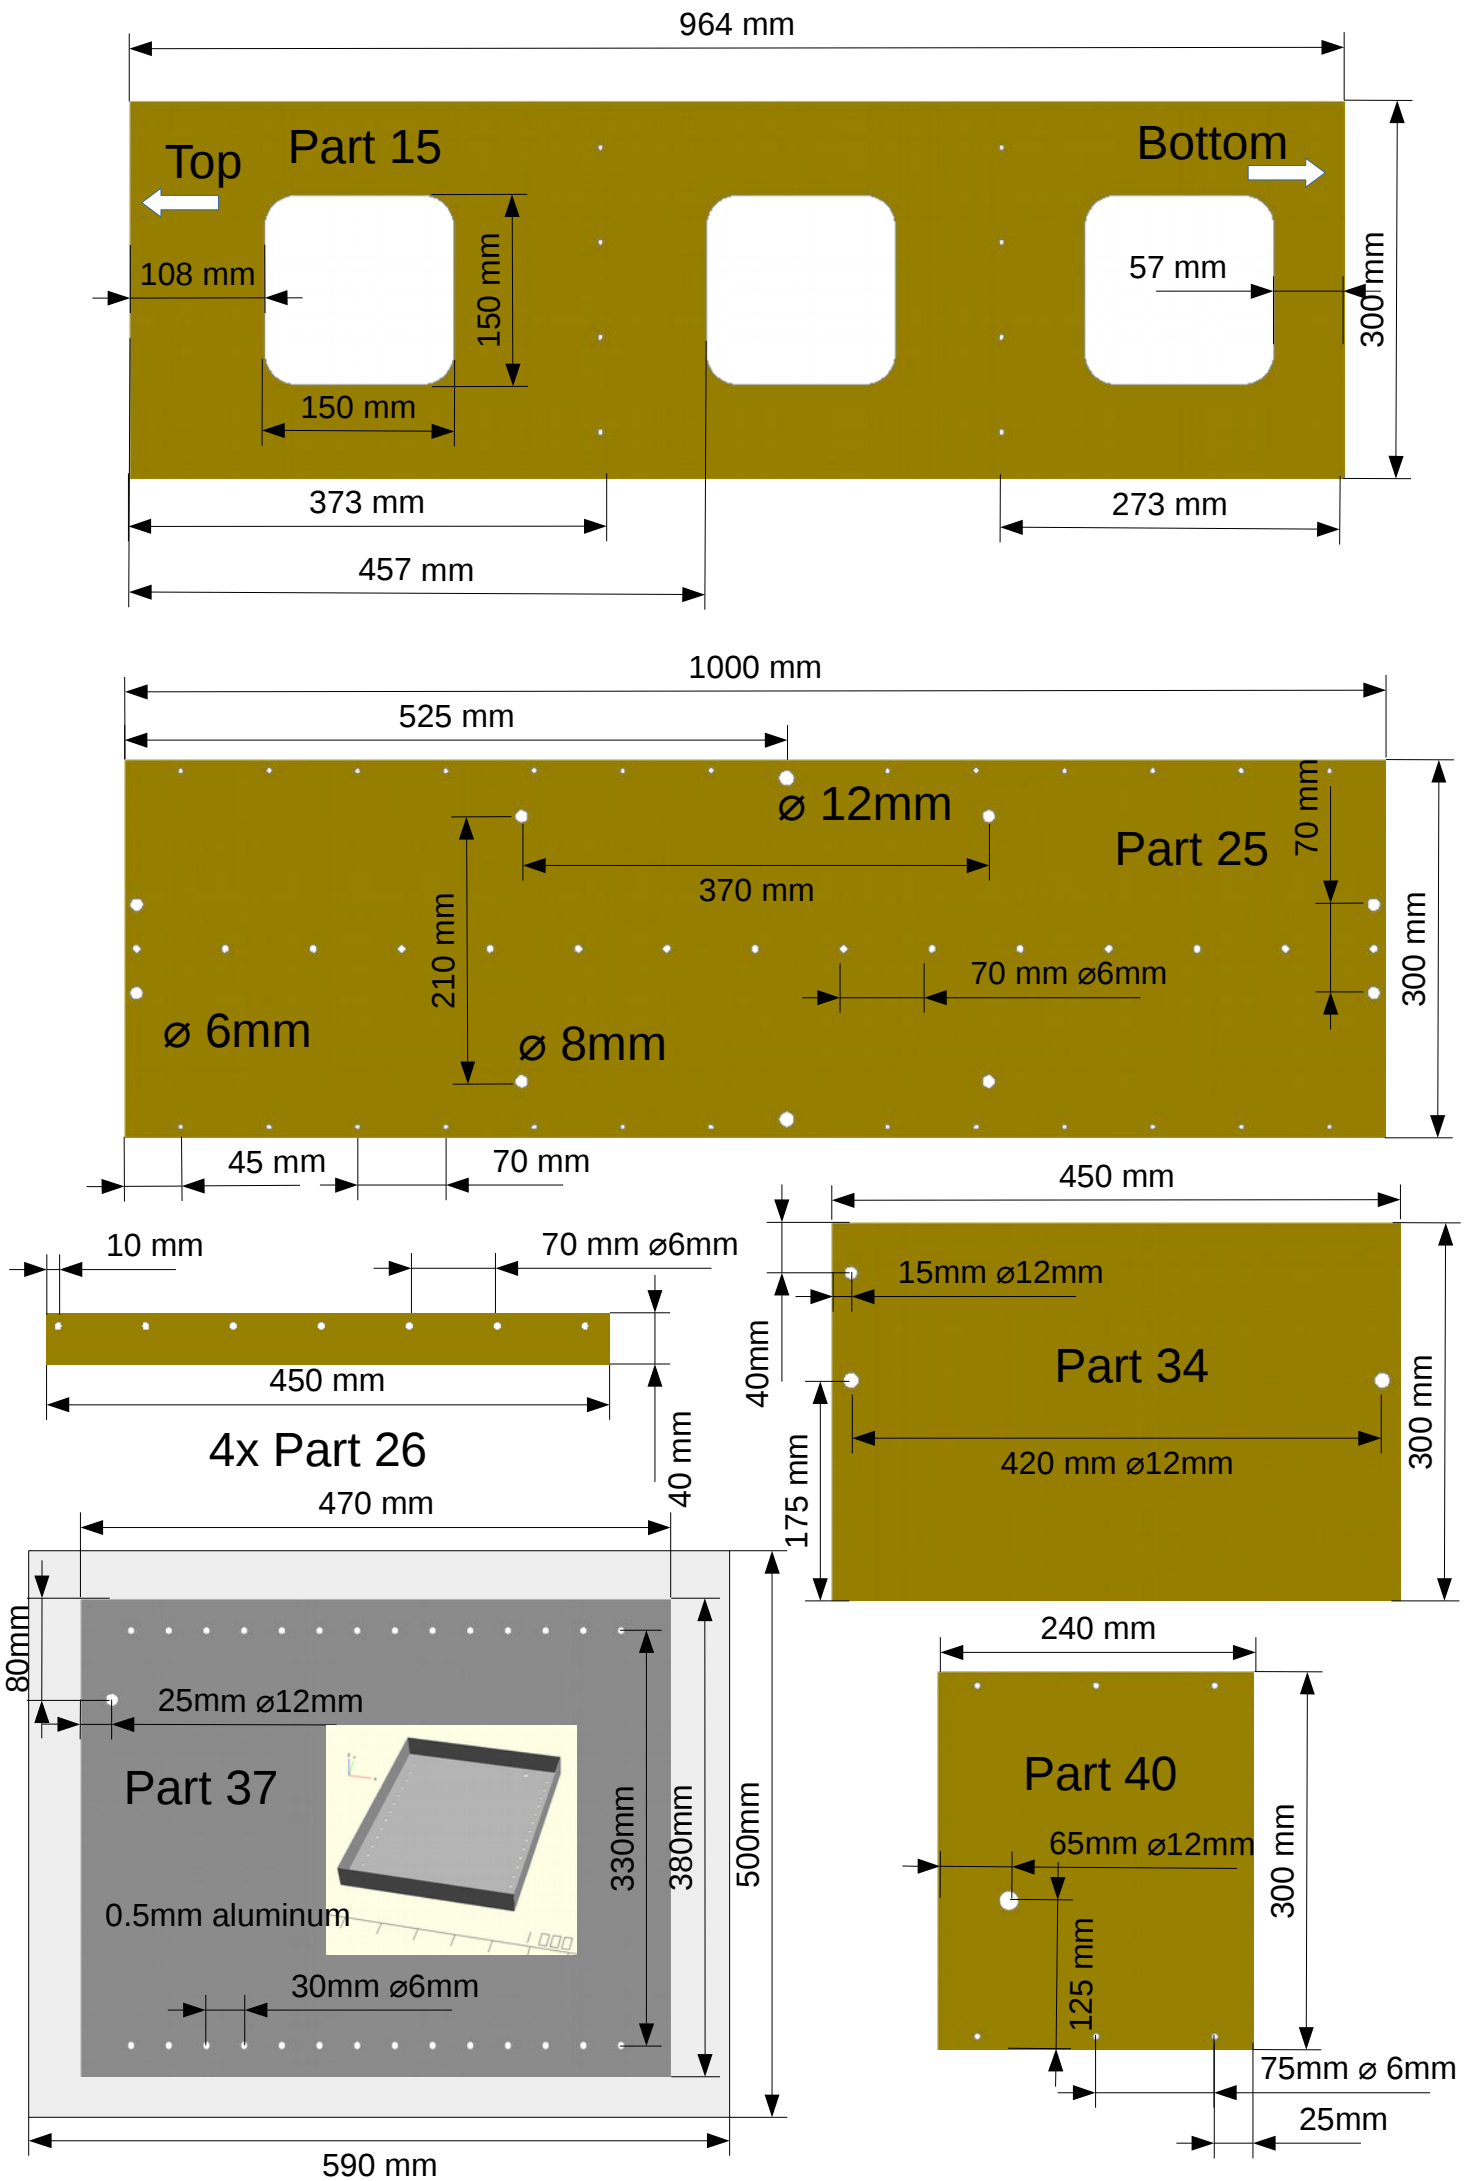 964 mm
Top
Part 15
Bottom
108 mm
150 mm
57 mm
300 mm
150 mm
373 mm
273 mm
457 mm
1000 mm
525 mm
⌀ 12mm
Part 25
70 mm
370 mm
210 mm
300 mm
70 mm ⌀6mm
⌀ 6mm
⌀ 8mm
45 mm
70 mm
450 mm
10 mm
70 mm ⌀6mm
15mm ⌀12mm
40mm
Part 34
450 mm
300 mm
4x Part 26
40 mm
420 mm ⌀12mm
175 mm
470 mm
80mm
240 mm
25mm ⌀12mm
Part 37
Part 40
330mm
380mm
500mm
65mm ⌀12mm
300 mm
0.5mm aluminum
125 mm
30mm ⌀6mm
75mm ⌀ 6mm
25mm
590 mm